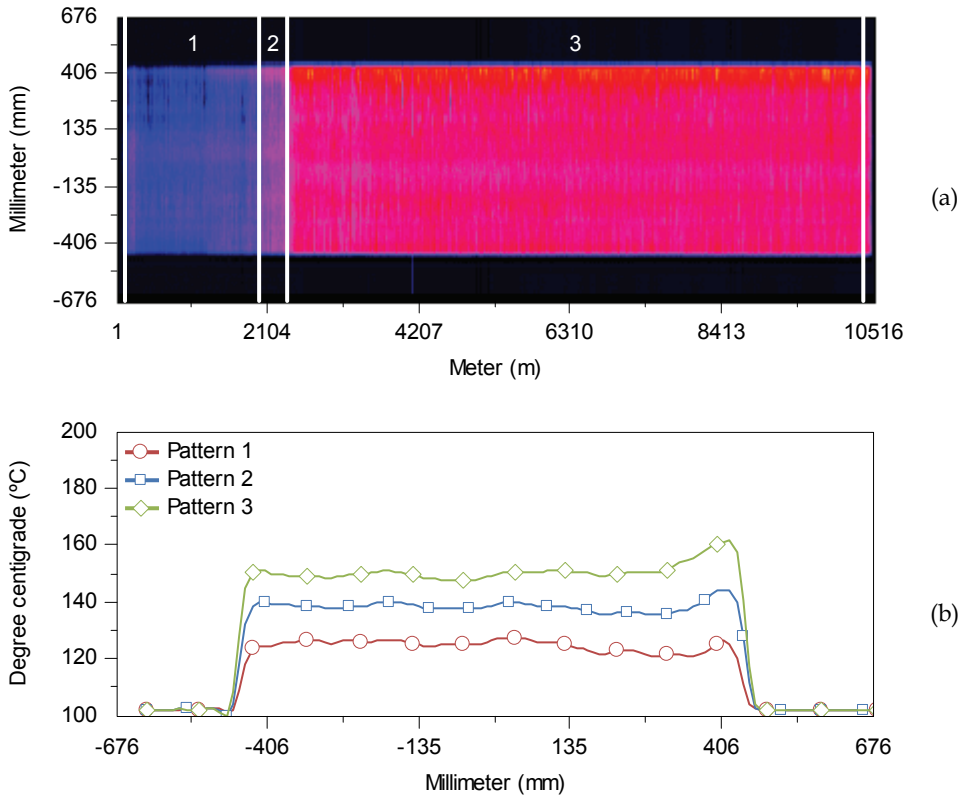 676
1 2 3
406
135
-135
-406
-676
Millimeter (mm)
1 2104 4207 6310 8413 10516
Meter (m)
(a)
200
180
160
140
120
100
Degree centigrade (ºC)
Pattern 1
Pattern 2
Pattern 3
-676 -406 -135 135 406 676
Millimeter (mm)
(b)